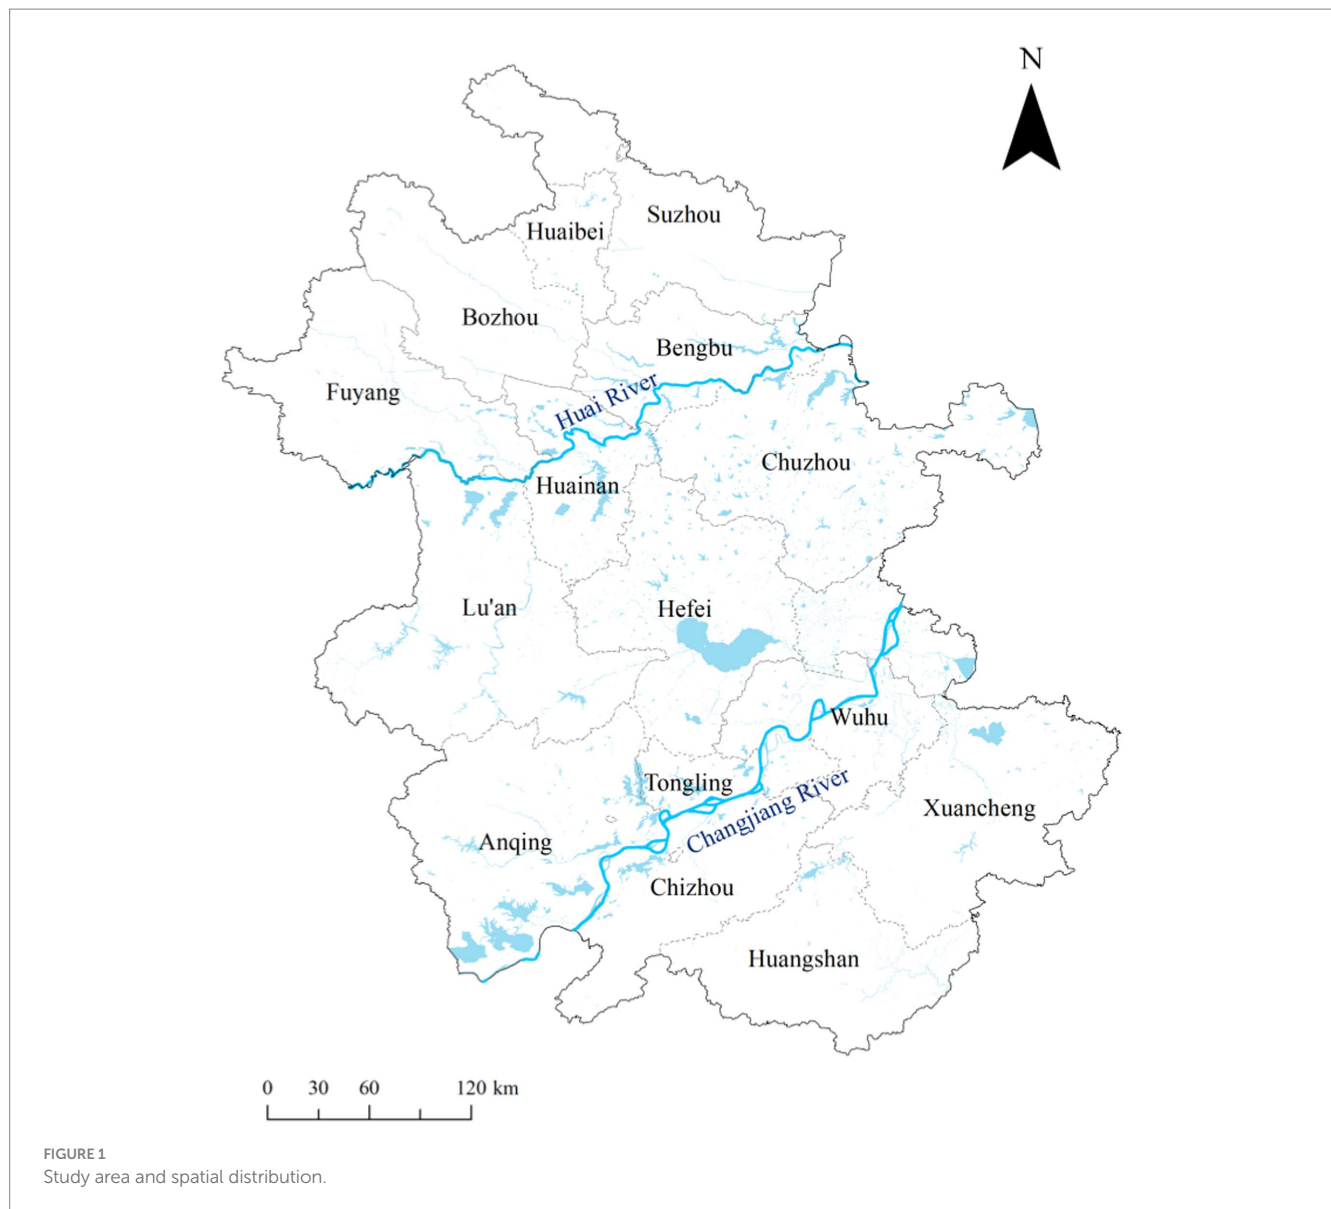 N
Suzhou
Huaibei
Bozhou
Bengbu
Fuyang
Huai River
Chuzhou
Huainan
Lu'an
Hefei
Wuhu
Tongling
Changjiang River
Xuancheng
Anqing
Chizhou
Huangshan
0 30 60 120 km
FIGURE 1
Study area and spatial distribution.